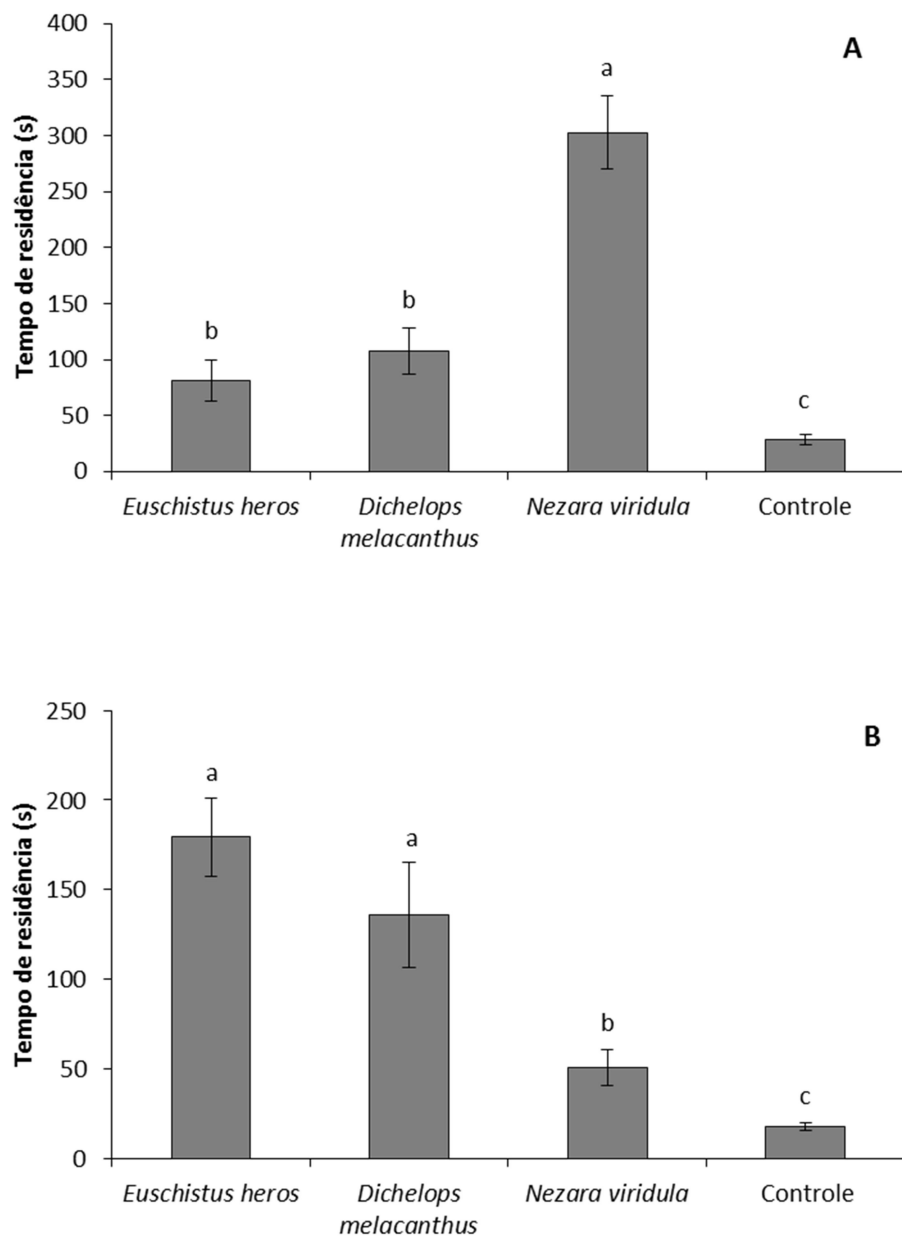 A
Tempo de residência (s)
400
350
300
250
200
150
100
50
0
b
b
a
c
Euschistus heros
Dichelops
melacanthus
Nezara viridula
Controle
B
Tempo de residência (s)
250
200
150
100
50
0
a
a
b
c
Euschistus heros
Dichelops
melacanthus
Nezara viridula
Controle